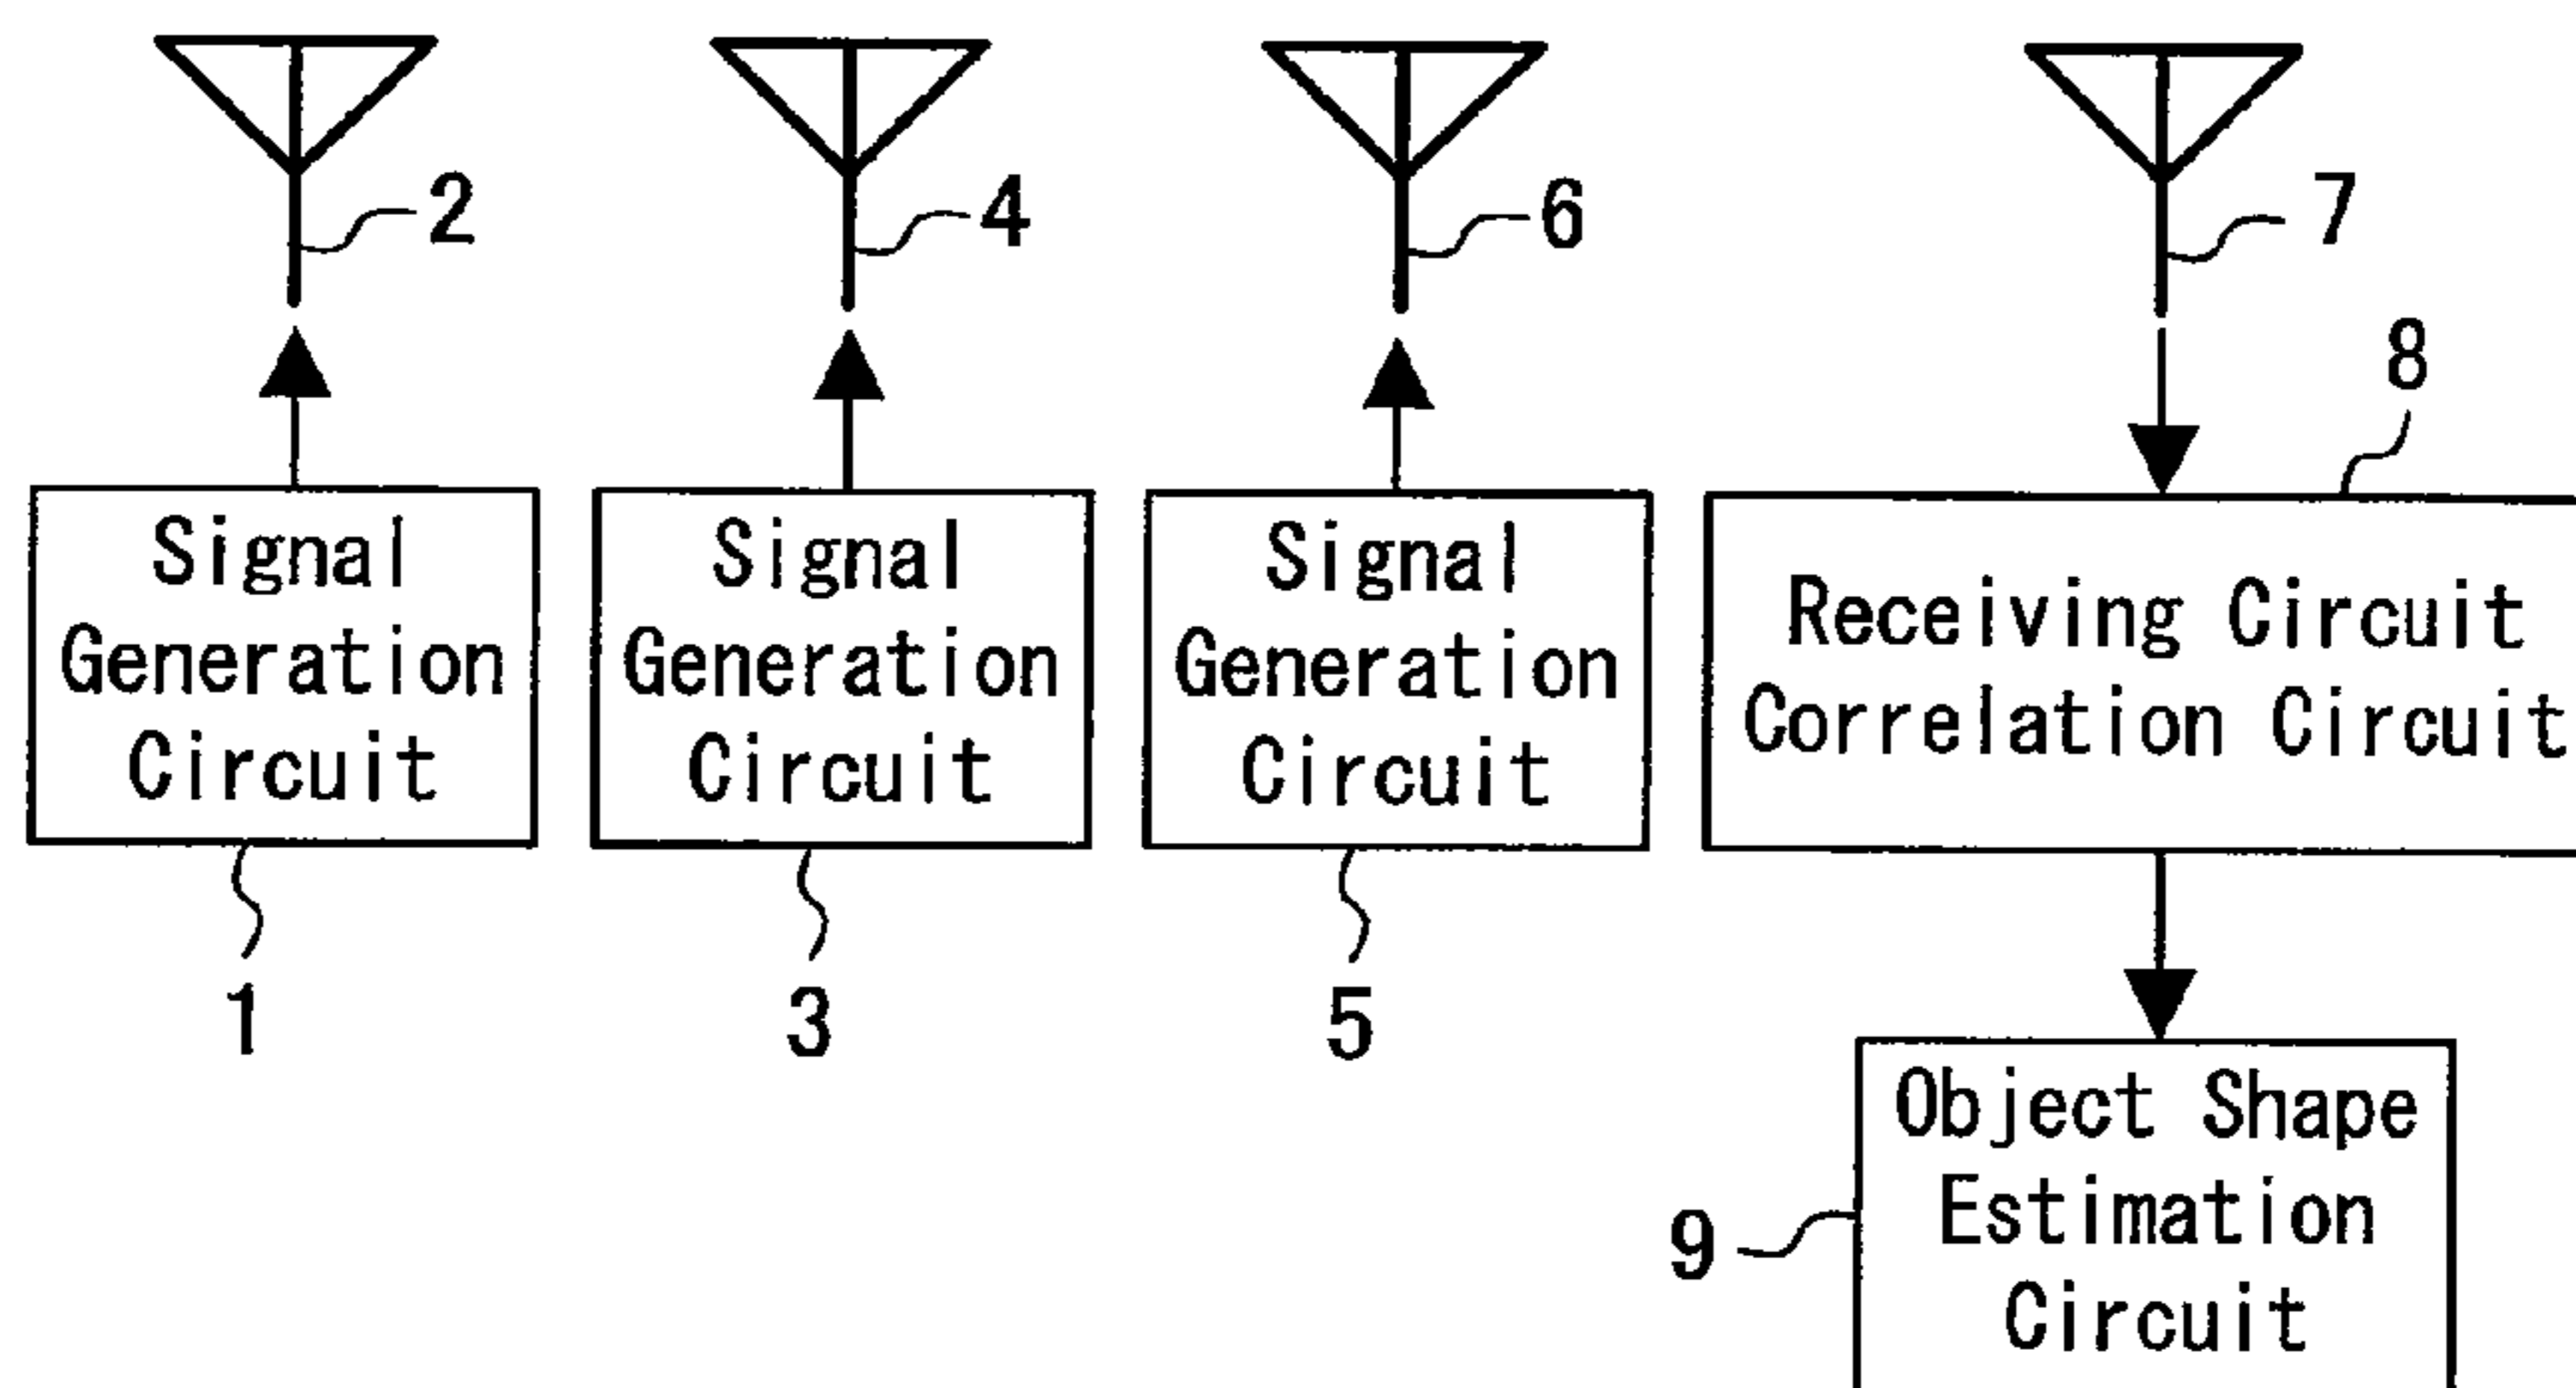 2
4
6
7
8
Signal
Generation
Circuit
Signal
Generation
Circuit
Signal
Generation
Circuit
Receiving Circuit
Correlation Circuit
1
3
5
Object Shape
Estimation
Circuit
9